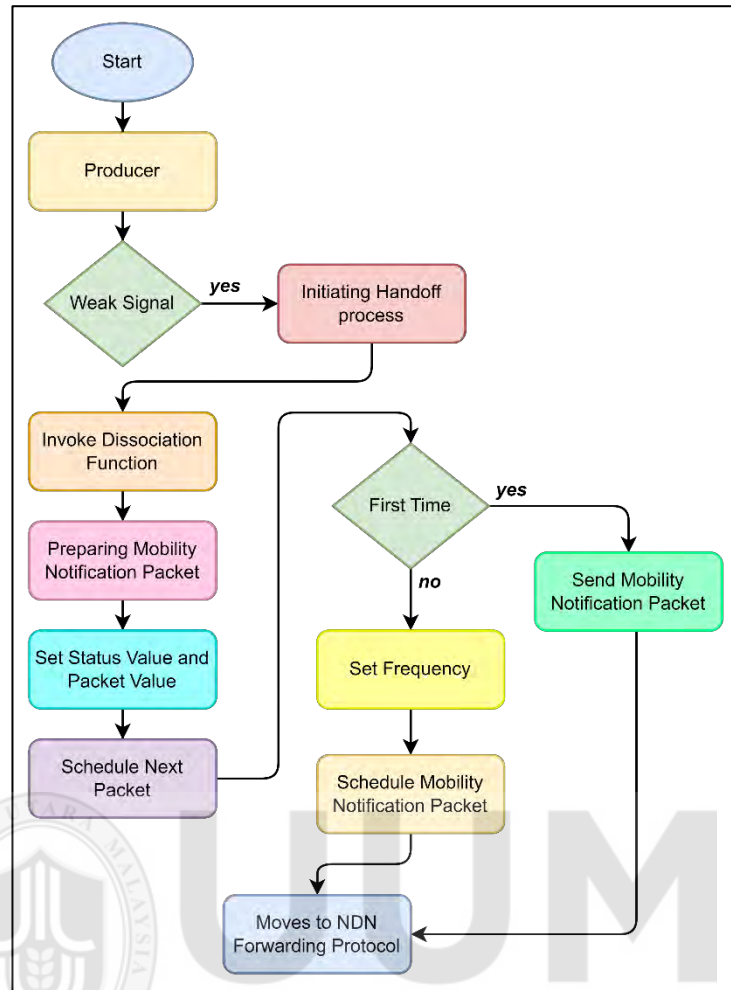 Start
Producer
Weak Signal
yes
Initiating Handoff
process
Invoke Dissociation
Function
First Time
yes
Preparing Mobility
Notification Packet
Send Mobility
Notification Packet
no
Set Status Value and
Packet Value
Set Frequency
Schedule Next
Packet
Schedule Mobility
Notification Packet
Moves to NDN
Forwarding Protocol
UUM
UTARA MALAYSIA